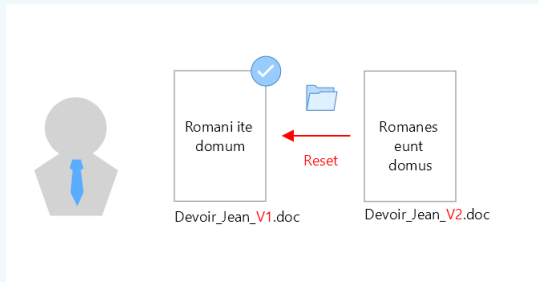 Romani ite
domum
Romanes
eunt
domus
Reset
Devoir_Jean_V1.doc
Devoir_Jean_V2.doc